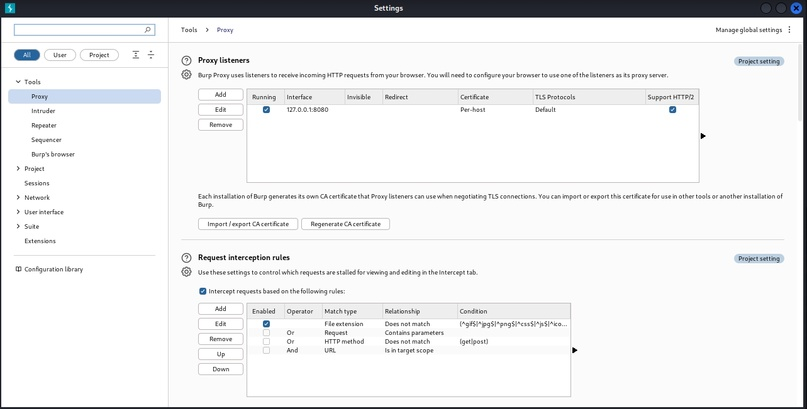 Settings
Tools > Proxy
Manage global settings
All User Project
Tools
Proxy
Intruder
Repeater
Sequencer
Burp's browser
Project
Sessions
Network
User interface
Suite
Extensions
Configuration library
Proxy listeners
Project setting
Burp Proxy uses listeners to receive incoming HTTP requests from your browser. You will need to configure your browser to use one of the listeners as its proxy server.
Add
Edit
Remove
Running Interface Invisible Redirect Certificate TLS Protocols Support HTTP/2
127.0.0.1:8080 Per-host Default
Each installation of Burp generates its own CA certificate that Proxy listeners can use when negotiating TLS connections. You can import or export this certificate for use in other tools or another installation of
Burp.
Import / export CA certificate Regenerate CA certificate
Request interception rules
Project setting
Use these settings to control which requests are stalled for viewing and editing in the Intercept tab.
Intercept requests based on the following rules:
Add
Edit
Remove
Up
Down
Enabled Operator Match type Relationship Condition
File extension Does not match (^gif$|^jpg$|^png$|^css$|^js$|^ico...
Or Request Contains parameters
Or HTTP method Does not match (get|post)
And URL Is in target scope